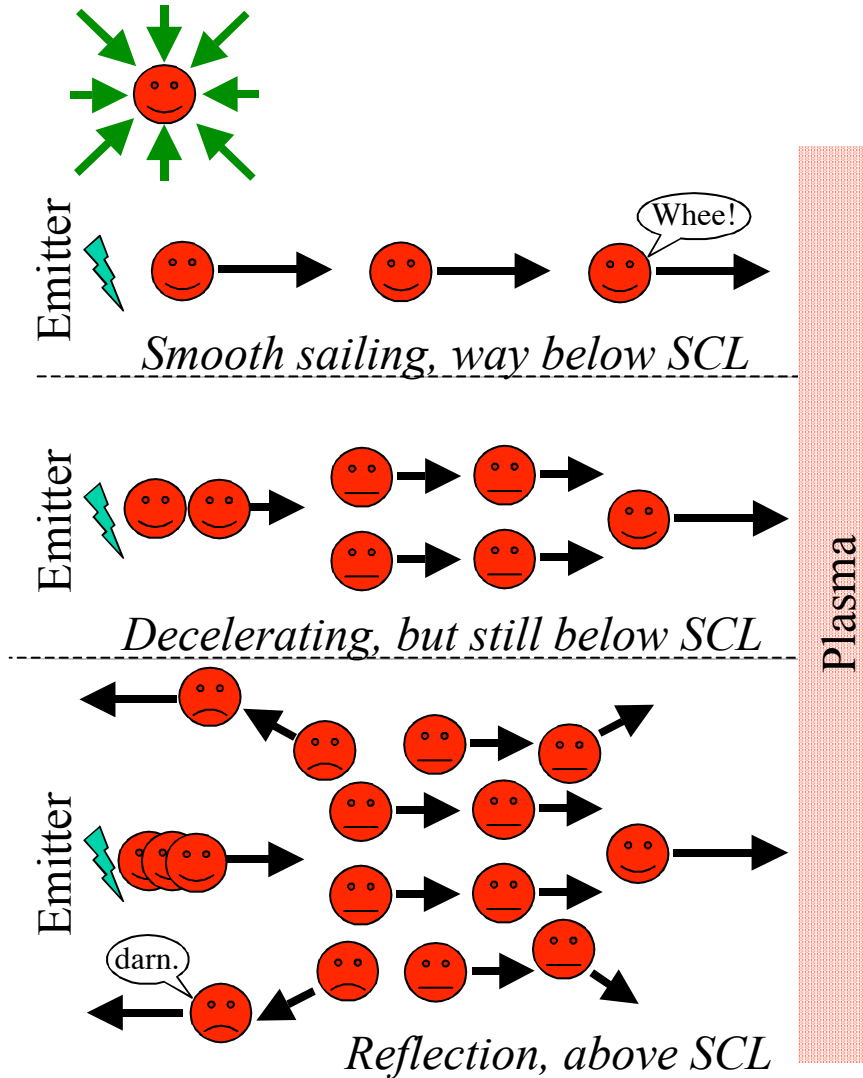 Emitter
Whee!
Smooth sailing, way below SCL
Emitter
Decelerating, but still below SCL
Plasma
Emitter
darn.
Reflection, above SCL